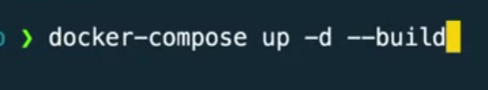 ❯ docker-compose up -d --build